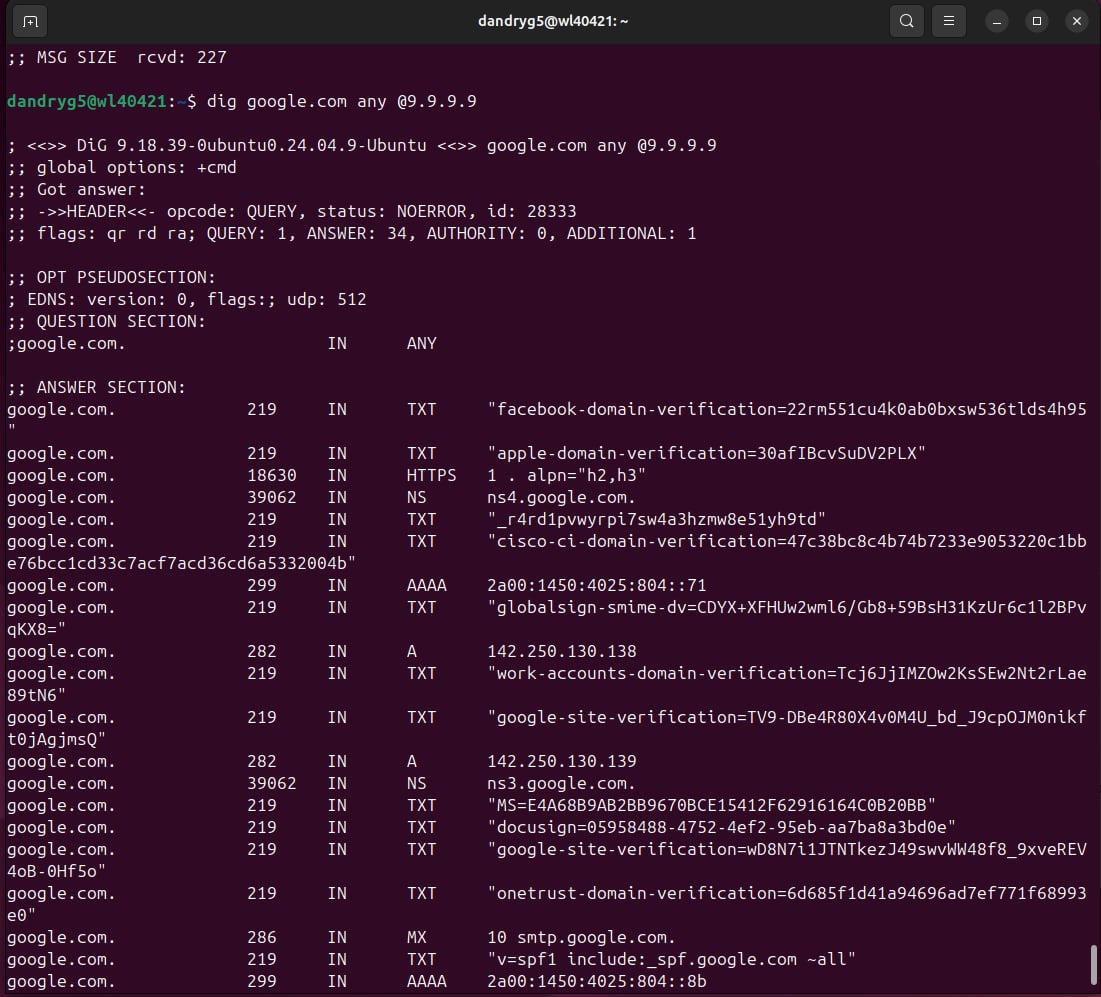 dandryg5@wl40421: ~
;; MSG SIZE  rcvd: 227
dandryg5@wl40421:~$ dig google.com any @9.9.9.9
; <<>> DiG 9.18.39-0ubuntu0.24.04.9-Ubuntu <<>> google.com any @9.9.9.9
;; global options: +cmd
;; Got answer:
;; ->>HEADER<<- opcode: QUERY, status: NOERROR, id: 28333
;; flags: qr rd ra; QUERY: 1, ANSWER: 34, AUTHORITY: 0, ADDITIONAL: 1
;; OPT PSEUDOSECTION:
; EDNS: version: 0, flags:; udp: 512
;; QUESTION SECTION:
;google.com.			IN	ANY
;; ANSWER SECTION:
google.com.		219	IN	TXT	"facebook-domain-verification=22rm551cu4k0ab0bxsw536tlds4h95
"
google.com.		219	IN	TXT	"apple-domain-verification=30afIBcvSuDV2PLX"
google.com.		18630	IN	HTTPS	1 . alpn="h2,h3"
google.com.		39062	IN	NS	ns4.google.com.
google.com.		219	IN	TXT	"_r4rd1pvwyrpi7sw4a3hzmw8e51yh9td"
google.com.		219	IN	TXT	"cisco-ci-domain-verification=47c38bc8c4b74b7233e9053220c1bb
e76bcc1cd33c7acf7acd36cd6a5332004b"
google.com.		299	IN	AAAA	2a00:1450:4025:804::71
google.com.		219	IN	TXT	"globalsign-smime-dv=CDYX+XFHUw2wml6/Gb8+59BsH31KzUr6c1l2BPv
qKX8="
google.com.		282	IN	A	142.250.130.138
google.com.		219	IN	TXT	"work-accounts-domain-verification=Tcj6JjIMZOw2KsSEw2Nt2rLae
89tN6"
google.com.		219	IN	TXT	"google-site-verification=TV9-DBe4R80X4v0M4U_bd_J9cpOJM0nikf
t0jAgjmsQ"
google.com.		282	IN	A	142.250.130.139
google.com.		39062	IN	NS	ns3.google.com.
google.com.		219	IN	TXT	"MS=E4A68B9AB2BB9670BCE15412F62916164C0B20BB"
google.com.		219	IN	TXT	"docusign=05958488-4752-4ef2-95eb-aa7ba8a3bd0e"
google.com.		219	IN	TXT	"google-site-verification=wD8N7i1JTNTkezJ49swvWW48f8_9xveREV
4oB-0Hf5o"
google.com.		219	IN	TXT	"onetrust-domain-verification=6d685f1d41a94696ad7ef771f68993
e0"
google.com.		286	IN	MX	10 smtp.google.com.
google.com.		219	IN	TXT	"v=spf1 include:_spf.google.com ~all"
google.com.		299	IN	AAAA	2a00:1450:4025:804::8b